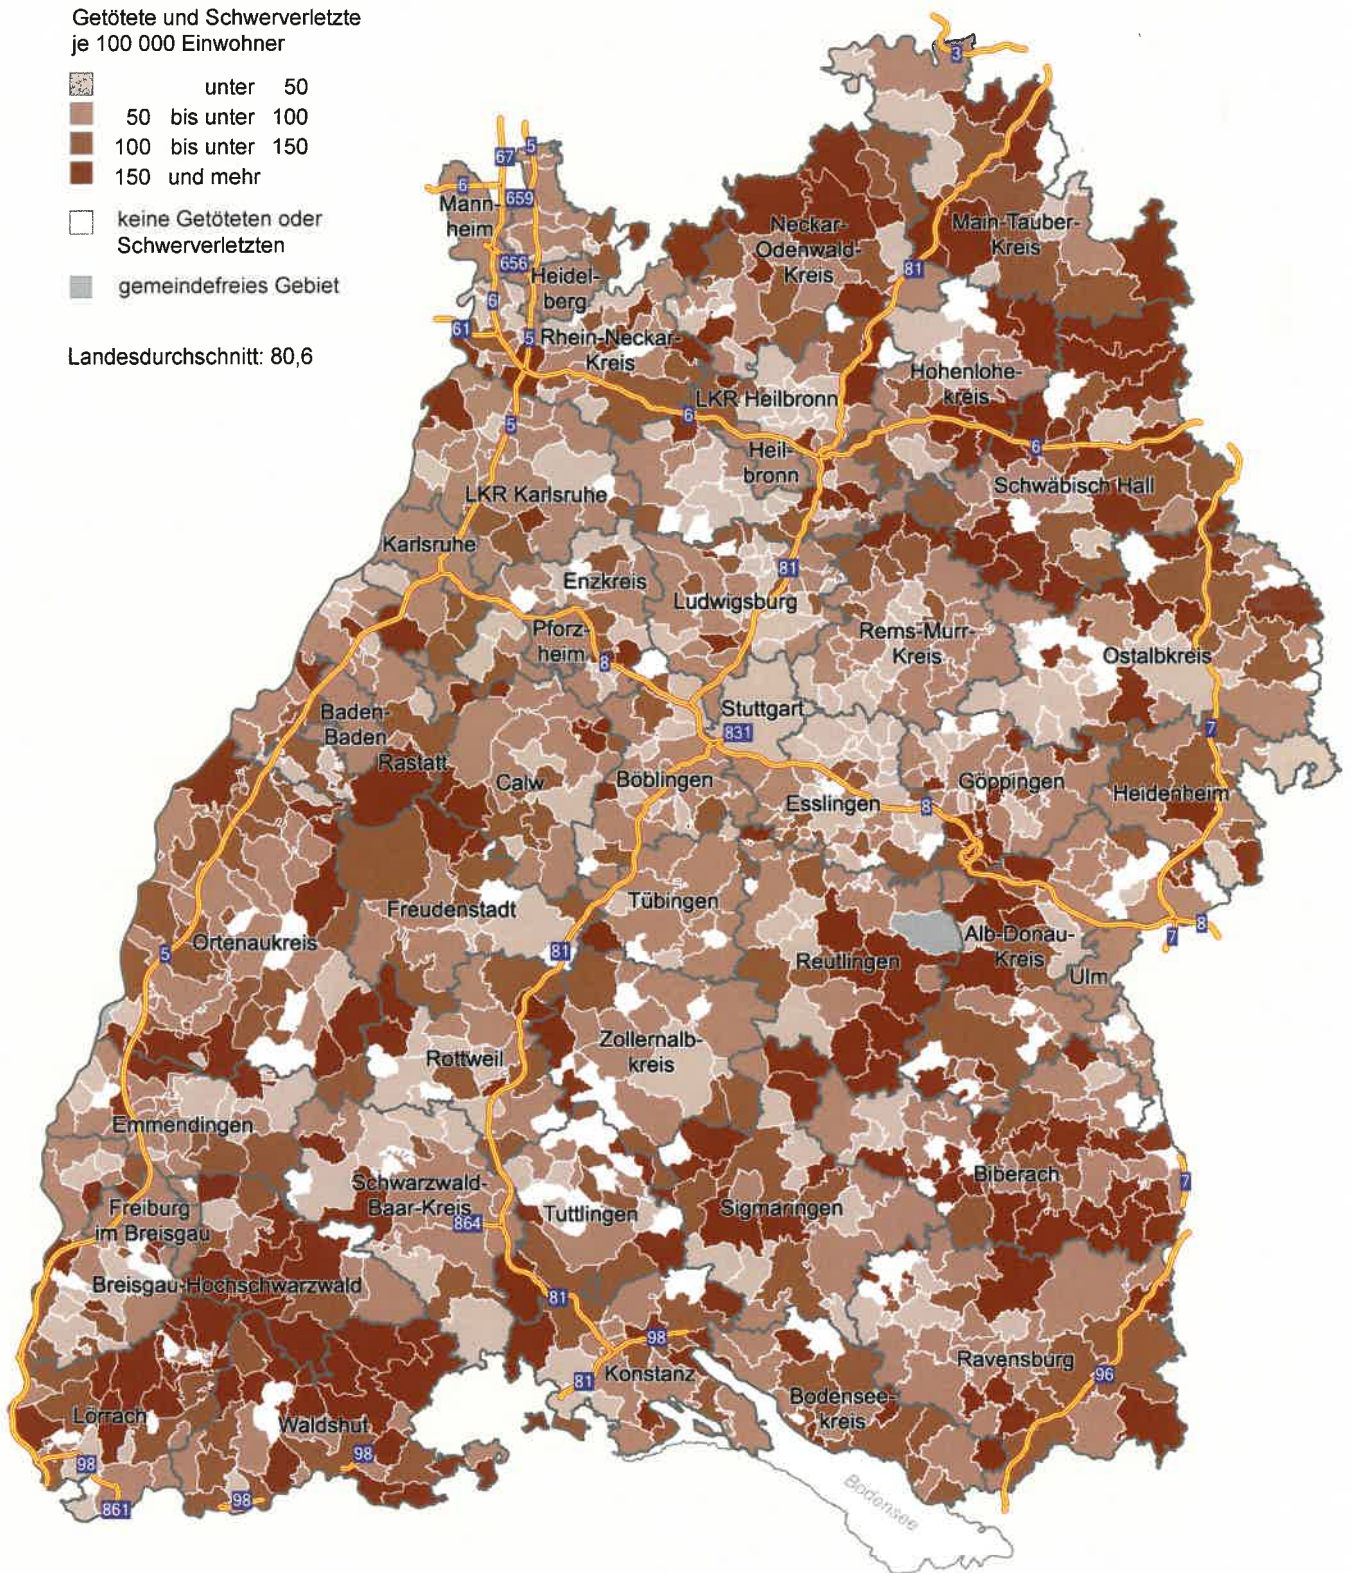 Getötete und Schwerverletzte
je 100 000 Einwohner
unter 50
50 bis unter 100
100 bis unter 150
150 und mehr
keine Getöteten oder
Schwerverletzten
gemeindefreies Gebiet
Landesdurchschnitt: 80,6
3
67
5
6
659
Mann-
heim
656
Heidel-
berg
6
61
5
Rhein-Neckar-
Kreis
Neckar-
Odenwald-
Kreis
Main-Tauber-
Kreis
81
Hohenlohe-
kreis
LKR Heilbronn
6
5
6
Heil-
bronn
Schwäbisch Hall
LKR Karlsruhe
Karlsruhe
Enzkreis
81
Ludwigsburg
Pforz-
heim
8
Rems-Murr-
Kreis
Ostalbkreis
Stuttgart
831
7
Baden-
Baden
Rastatt
Calw
Böblingen
Esslingen
8
Göppingen
Heidenheim
Freudenstadt
Tübingen
Ortenaukreis
5
81
Reutlingen
Alb-Donau-
Kreis
8
7
Ulm
Rottweil
Zollernalb-
kreis
Emmendingen
Biberach
7
Schwarzwald-
Baar-Kreis
864
Tuttlingen
Sigmaringen
Freiburg
im Breisgau
Breisgau-Hochschwarzwald
81
98
81
Konstanz
Ravensburg
96
Bodensee-
kreis
Lörrach
Waldshut
98
98
98
861
Bodensee